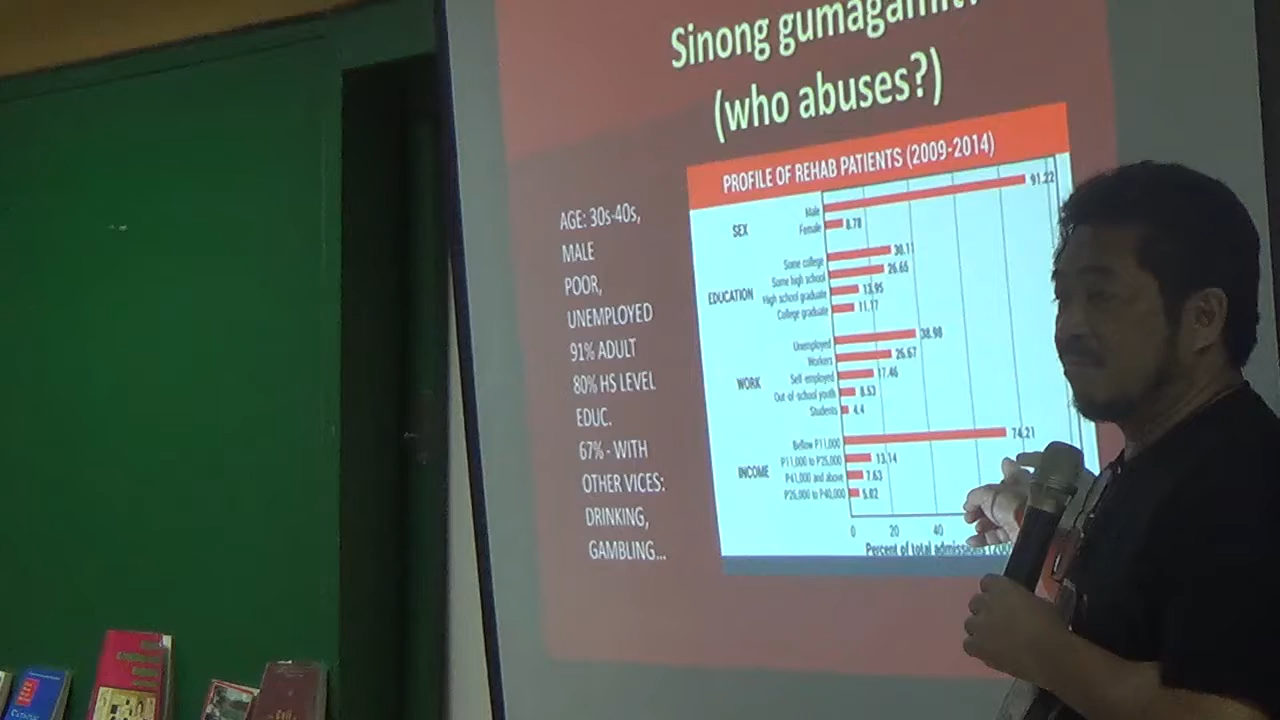 Sinong
(who abuses?)
AGE: 30s-40s,
MALE
POOR,
UNEMPLOYED
91% ADULT
80% HS LEVEL
EDUC.
67% - WITH
OTHER VICES:
DRINKING,
GAMBLING...
PROFILE OF REHAB PATIENTS (2009-2014)
SEX
Male 91.22
Female 8.78
EDUCATION
Some college 30.11
Some high school 26.65
High school graduate 13.95
College graduate 11.17
WORK
Unemployed 38.90
Workers 25.67
Self employed 17.46
Out-of-school youth 8.53
Students 4.4
INCOME
Bellow P11,000 74.21
P11,000 to P25,000 13.14
P41,000 and above 7.63
P26,000 to P40,000 5.02
0 20 40
Percent of total admissions